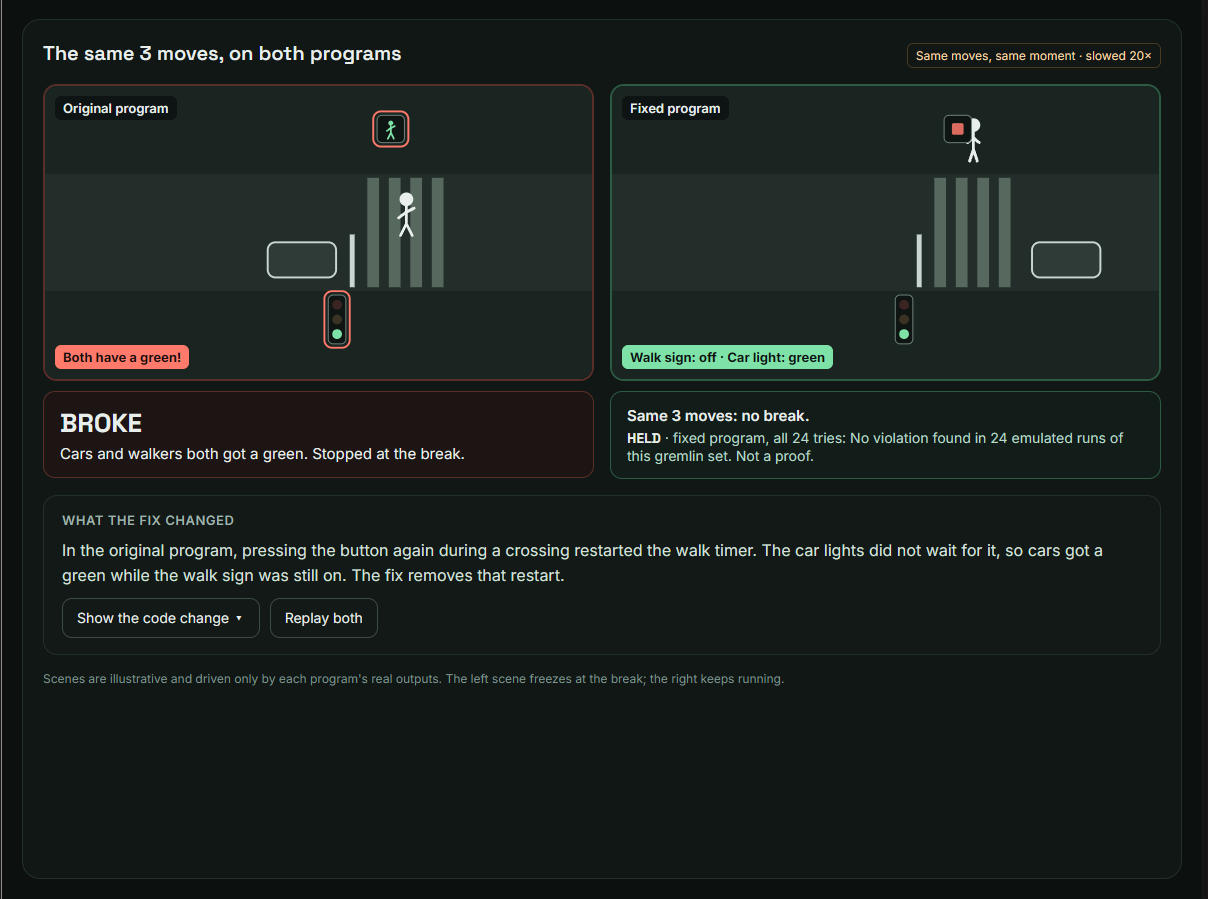 The same 3 moves, on both programs
Same moves, same moment · slowed 20×
Original program
Both have a green!
Fixed program
Walk sign: off · Car light: green
BROKE
Cars and walkers both got a green. Stopped at the break.
Same 3 moves: no break.
HELD · fixed program, all 24 tries: No violation found in 24 emulated runs of
this gremlin set. Not a proof.
WHAT THE FIX CHANGED
In the original program, pressing the button again during a crossing restarted the walk timer. The car lights did not wait for it, so cars got a
green while the walk sign was still on. The fix removes that restart.
Show the code change ▾
Replay both
Scenes are illustrative and driven only by each program's real outputs. The left scene freezes at the break; the right keeps running.